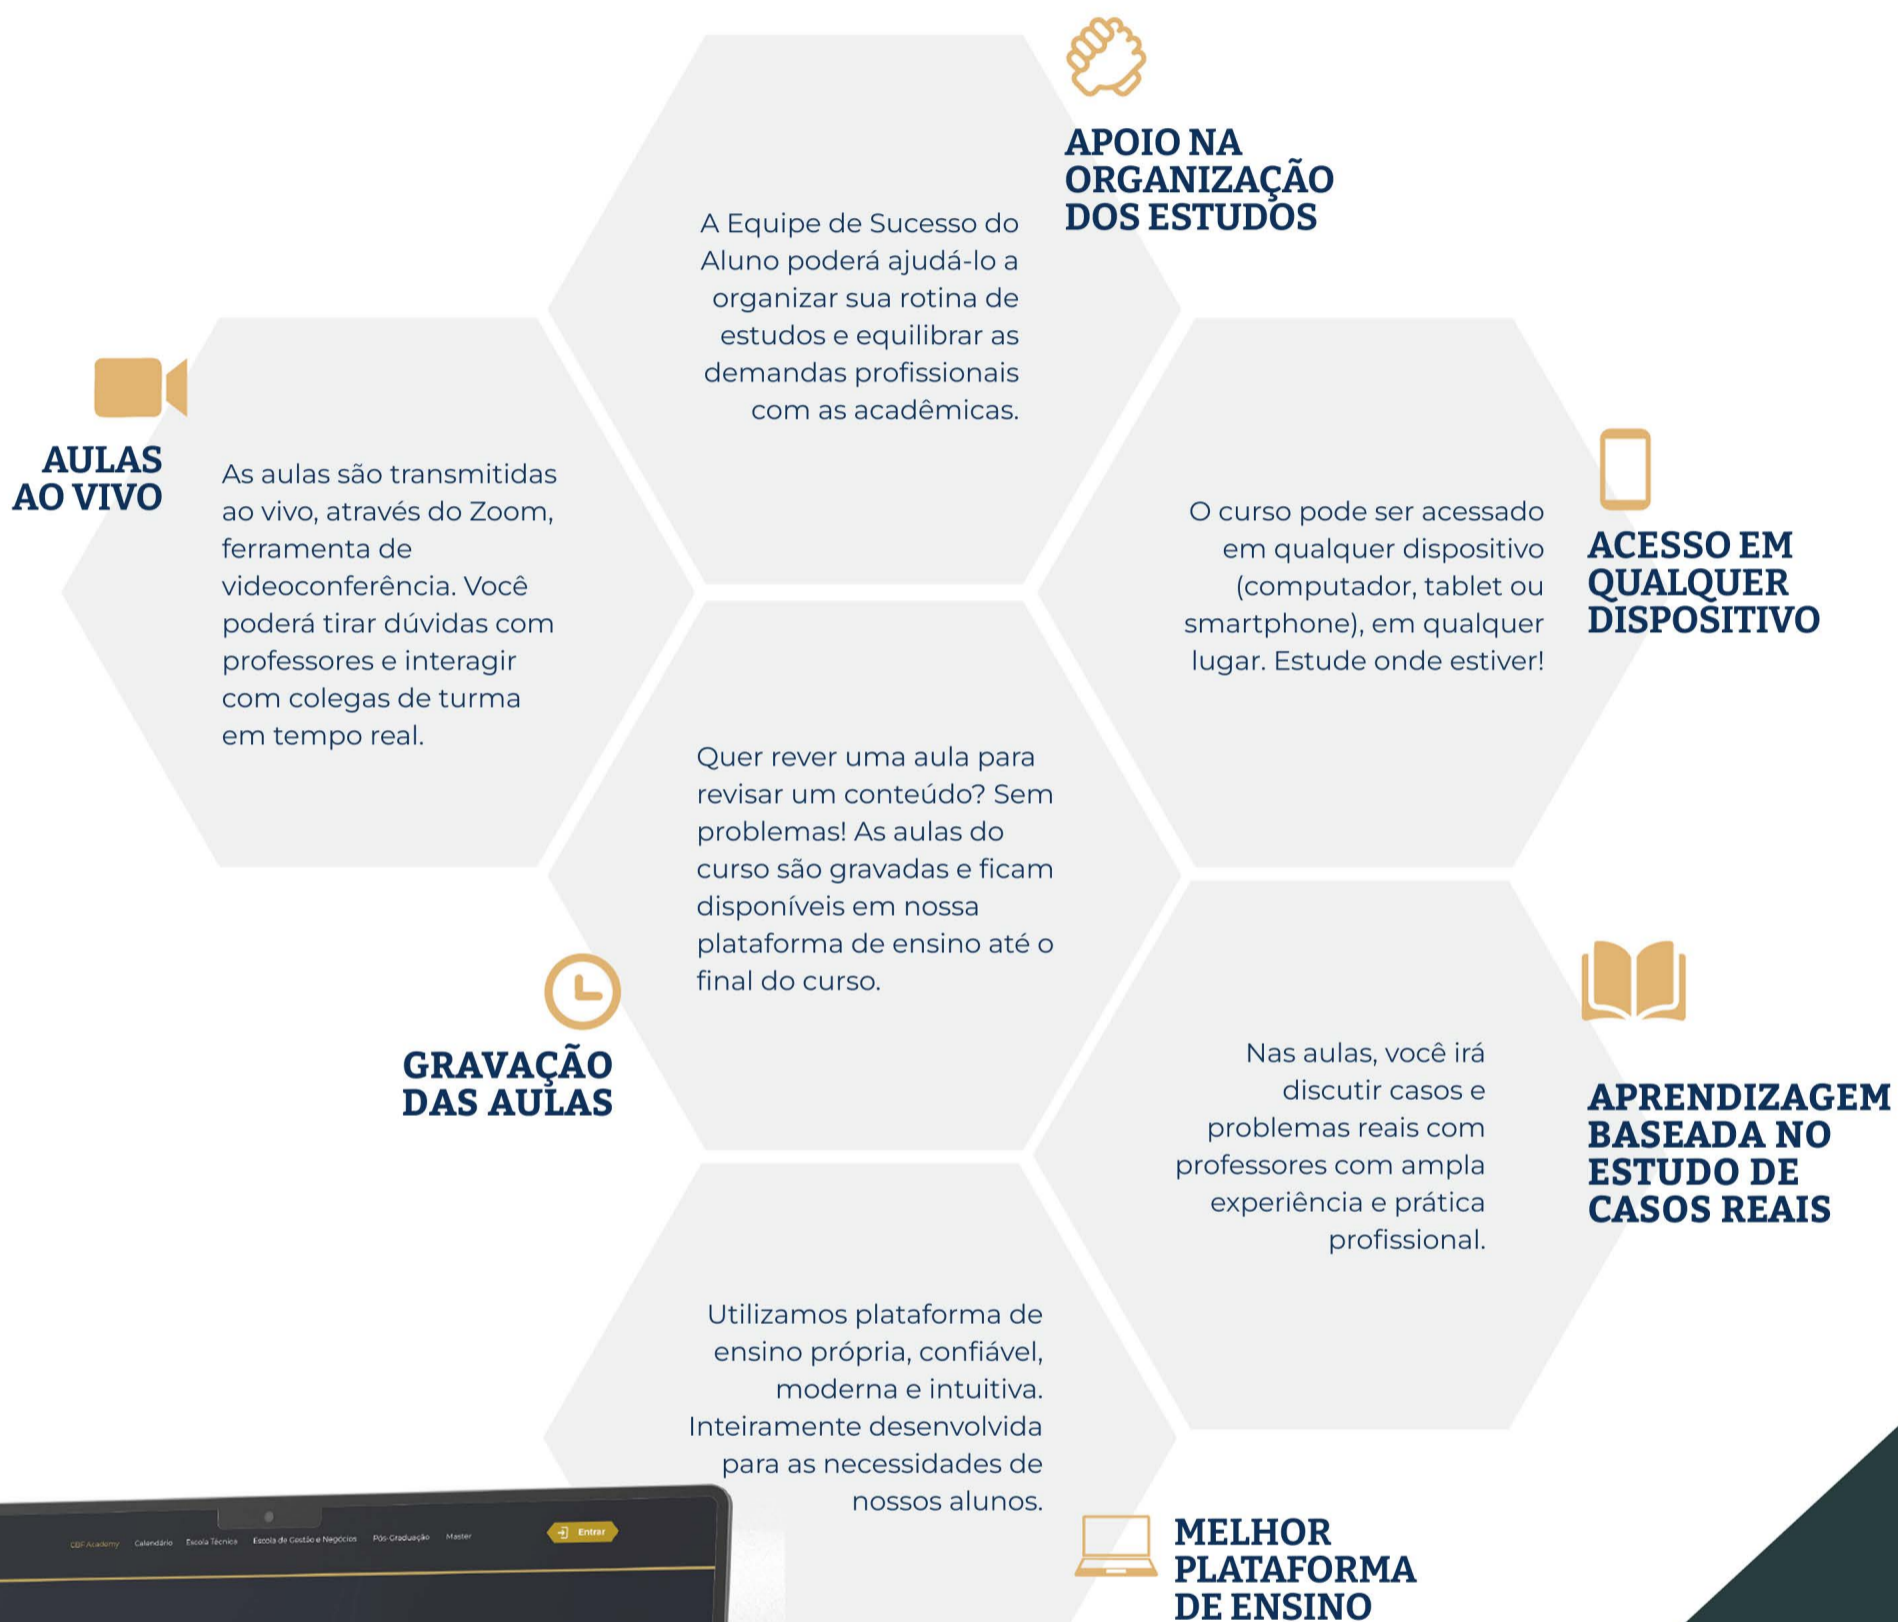 APOIO NA
ORGANIZAÇÃO
DOS ESTUDOS
A Equipe de Sucesso do
Aluno poderá ajudá-lo a
organizar sua rotina de
estudos e equilibrar as
demandas profissionais
com as acadêmicas.
AULAS
AO VIVO
As aulas são transmitidas
ao vivo, através do Zoom,
ferramenta de
videoconferência. Você
poderá tirar dúvidas com
professores e interagir
com colegas de turma
em tempo real.
O curso pode ser acessado
em qualquer dispositivo
(computador, tablet ou
smartphone), em qualquer
lugar. Estude onde estiver!
ACESSO EM
QUALQUER
DISPOSITIVO
Quer rever uma aula para
revisar um conteúdo? Sem
problemas! As aulas do
curso são gravadas e ficam
disponíveis em nossa
plataforma de ensino até o
final do curso.
GRAVAÇÃO
DAS AULAS
Nas aulas, você irá
discutir casos e
problemas reais com
professores com ampla
experiência e prática
profissional.
APRENDIZAGEM
BASEADA NO
ESTUDO DE
CASOS REAIS
Utilizamos plataforma de
ensino própria, confiável,
moderna e intuitiva.
Inteiramente desenvolvida
para as necessidades de
nossos alunos.
MELHOR
PLATAFORMA
DE ENSINO
CBF Academy Calendário Escola Técnica Escola de Gestão e Negócios Pós-Graduação Master Entrar